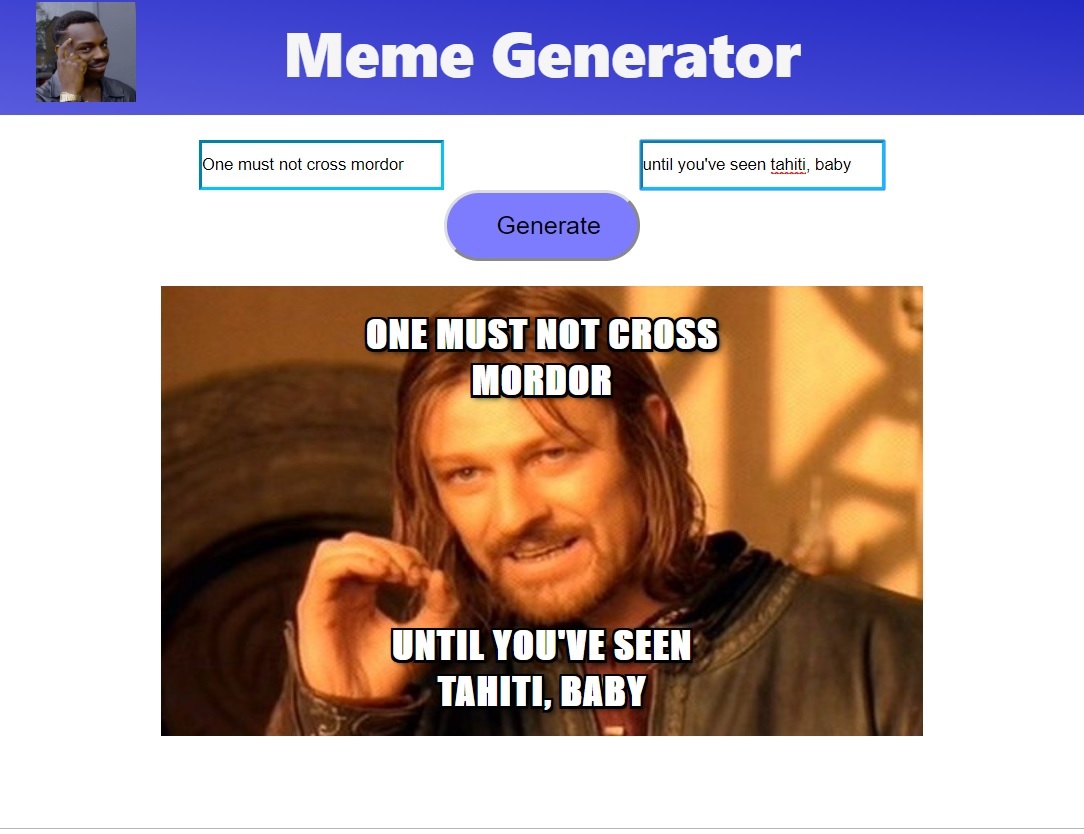 Meme Generator
One must not cross mordor
until you've seen tahiti, baby
Generate
ONE MUST NOT CROSS
MORDOR
UNTIL YOU'VE SEEN
TAHITI, BABY